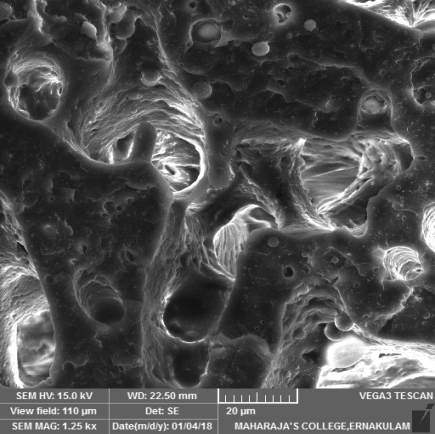 SEM HV: 15.0 kV WD: 22.50 mm VEGA3 TESCAN
View field: 110 µm Det: SE 20 µm
SEM MAG: 1.25 kx Date(m/d/y): 01/04/18 MAHARAJA'S COLLEGE,ERNAKULAM